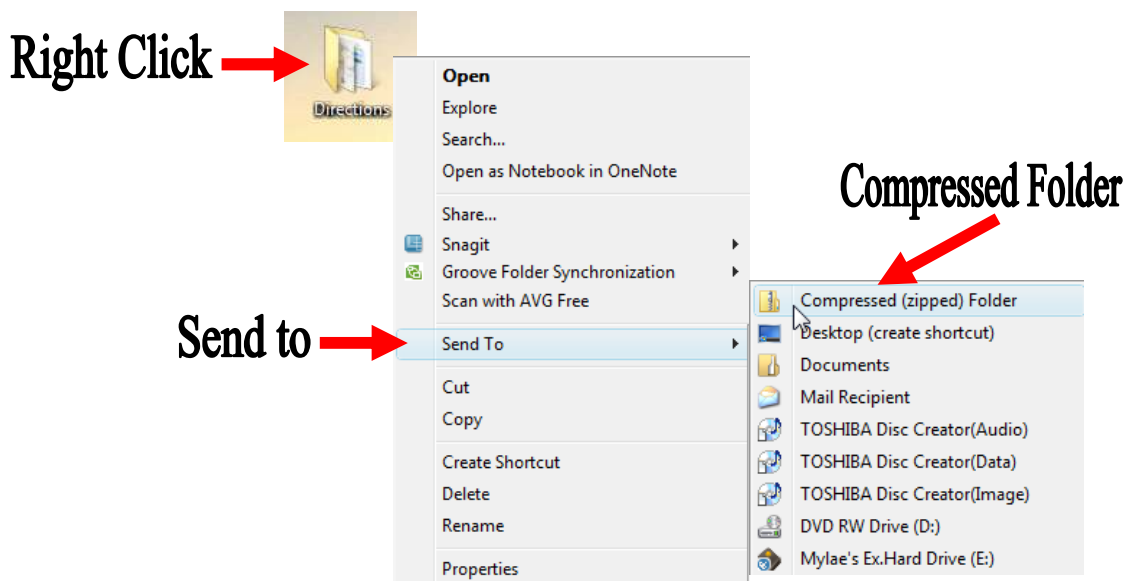 Right Click
Directions
Open
Explore
Search...
Open as Notebook in OneNote
Share...
Snagit
Groove Folder Synchronization
Scan with AVG Free
Send to
Send To
Cut
Copy
Create Shortcut
Delete
Rename
Properties
Compressed Folder
Compressed (zipped) Folder
Desktop (create shortcut)
Documents
Mail Recipient
TOSHIBA Disc Creator(Audio)
TOSHIBA Disc Creator(Data)
TOSHIBA Disc Creator(Image)
DVD RW Drive (D:)
Mylae's Ex.Hard Drive (E:)